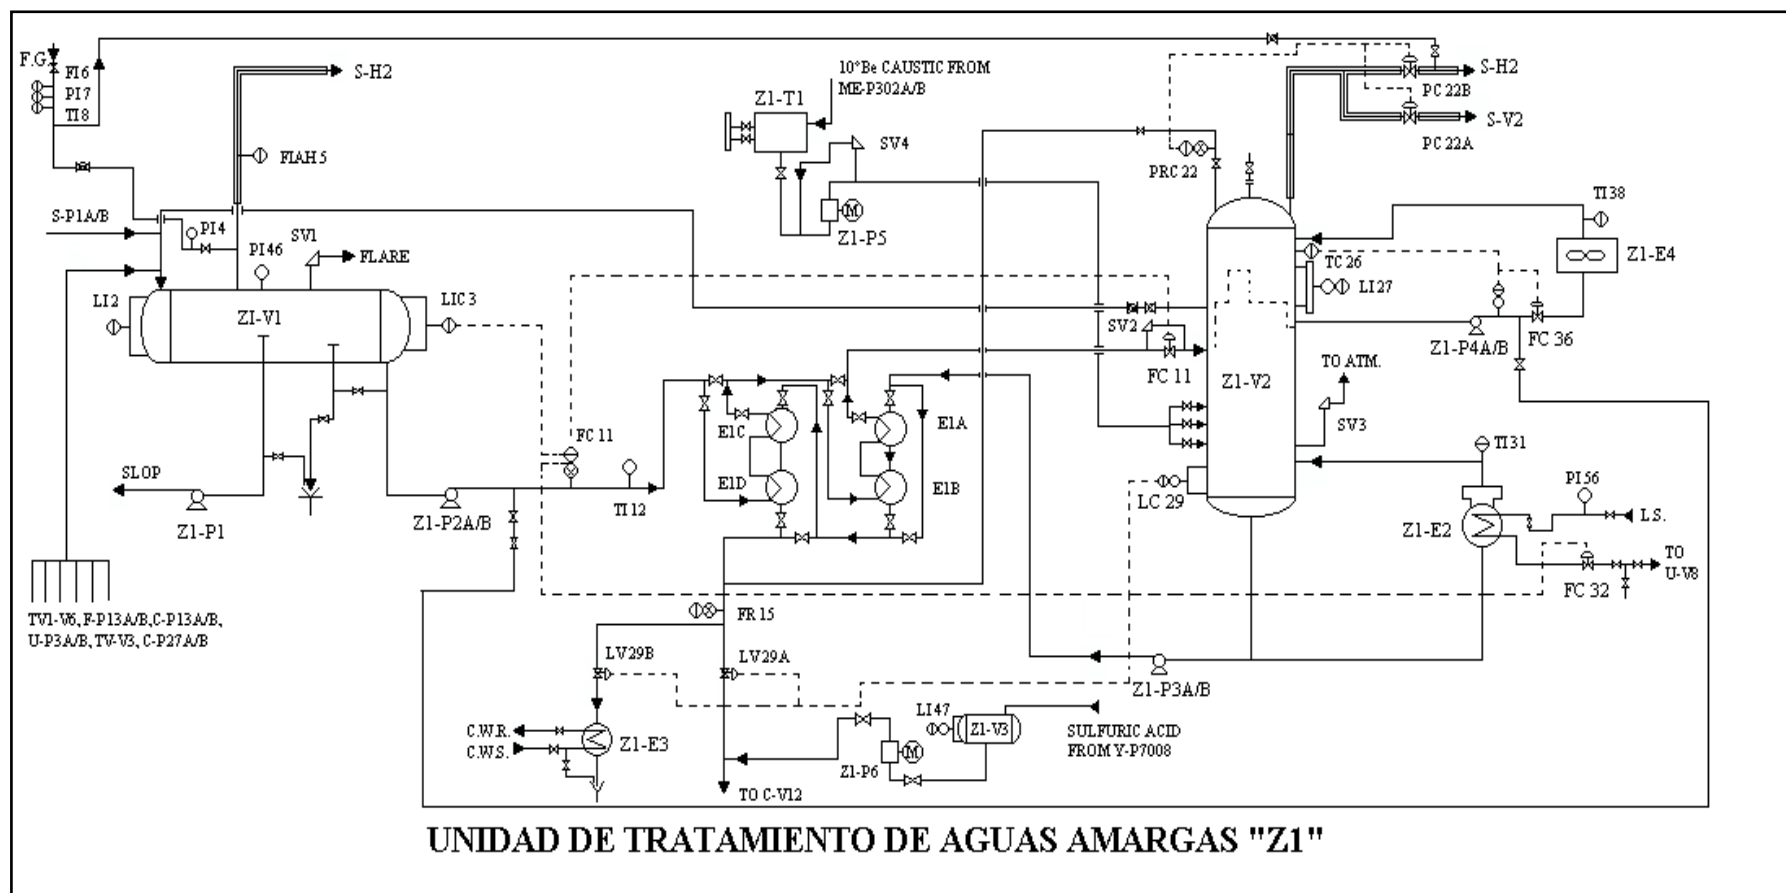 F.G
FI6
PI7
TI8
S-H2
10°Be CAUSTIC FROM
ME-P302A/B
Z1-T1
SV4
S-H2
PC 22B
S-V2
PC 22A
PRC 22
FIAH 5
S-P1A/B
PI4
PI46
SV1
FLARE
M
Z1-P5
TI38
TC 26
Z1-E4
LI27
LI2
ZI-V1
LIC 3
SV2
Z1-P4A/B
FC 36
FC 11
Z1-V2
TO ATM.
SV3
E1C
E1A
FC 11
TI31
SLOP
E1D
E1B
LC 29
PI56
Z1-P1
Z1-P2A/B
TI12
Z1-E2
I.S.
TO
U-V8
FC 32
TV1-V6, F-P13A/B,C-P13A/B,
U-P3A/B, TV-V3, C-P27A/B
FR 15
LV29B
LV29A
Z1-P3A/B
LI47
Z1-V3
SULFURIC ACID
FROM Y-P7008
C.W.R.
C.W.S.
Z1-E3
M
Z1-P6
TO C-V12
UNIDAD DE TRATAMIENTO DE AGUAS AMARGAS "Z1"